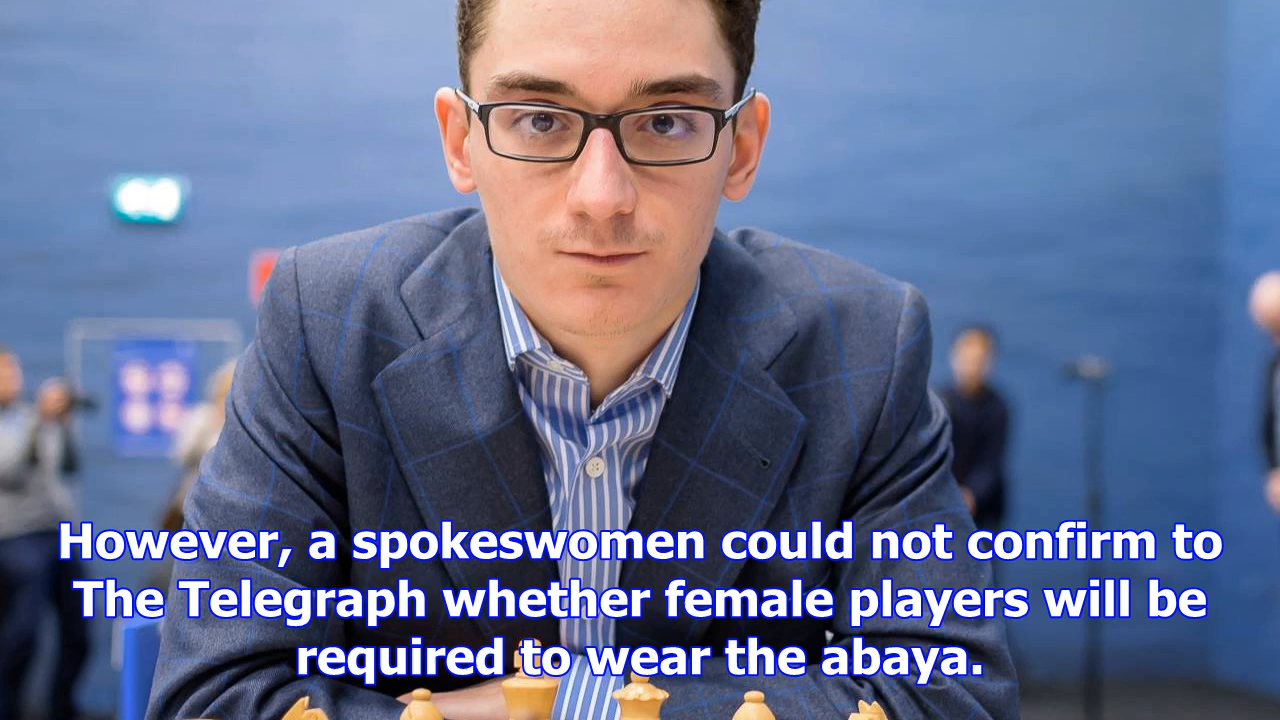 However, a spokeswomen could not confirm to
The Telegraph whether female players will be
required to wear the abaya.